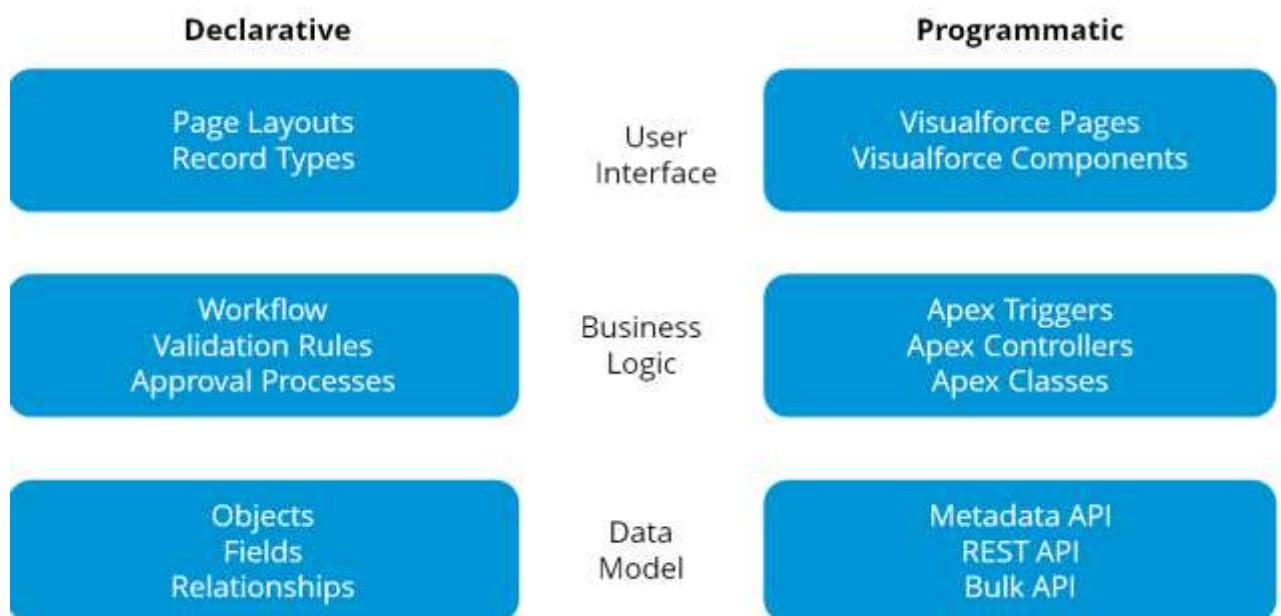 Declarative
Programmatic
Page Layouts
Record Types
User
Interface
Visualforce Pages
Visualforce Components
Workflow
Validation Rules
Approval Processes
Business
Logic
Apex Triggers
Apex Controllers
Apex Classes
Objects
Fields
Relationships
Data
Model
Metadata API
REST API
Bulk API